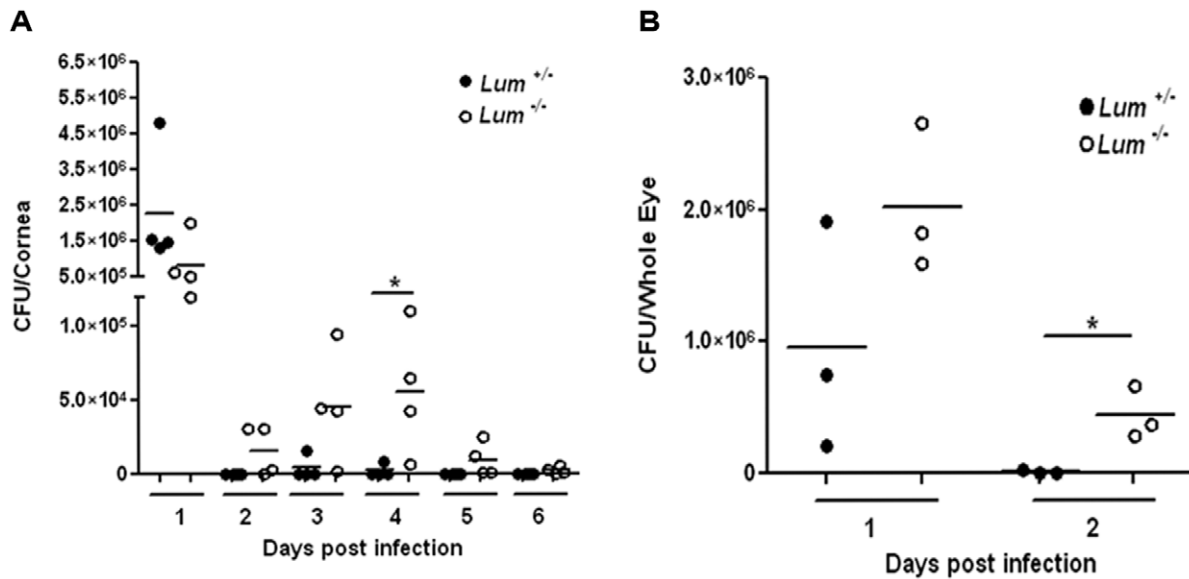 A
CFU/Cornea
6.5×10⁶
5.5×10⁶
4.5×10⁶
3.5×10⁶
2.5×10⁶
1.5×10⁶
5.0×10⁵
1.0×10⁵
5.0×10⁴
0
Lum +/-
Lum -/-
*
1 2 3 4 5 6
Days post infection
B
CFU/Whole Eye
3.0×10⁶
2.0×10⁶
1.0×10⁶
0
Lum +/-
Lum -/-
*
1 2
Days post infection